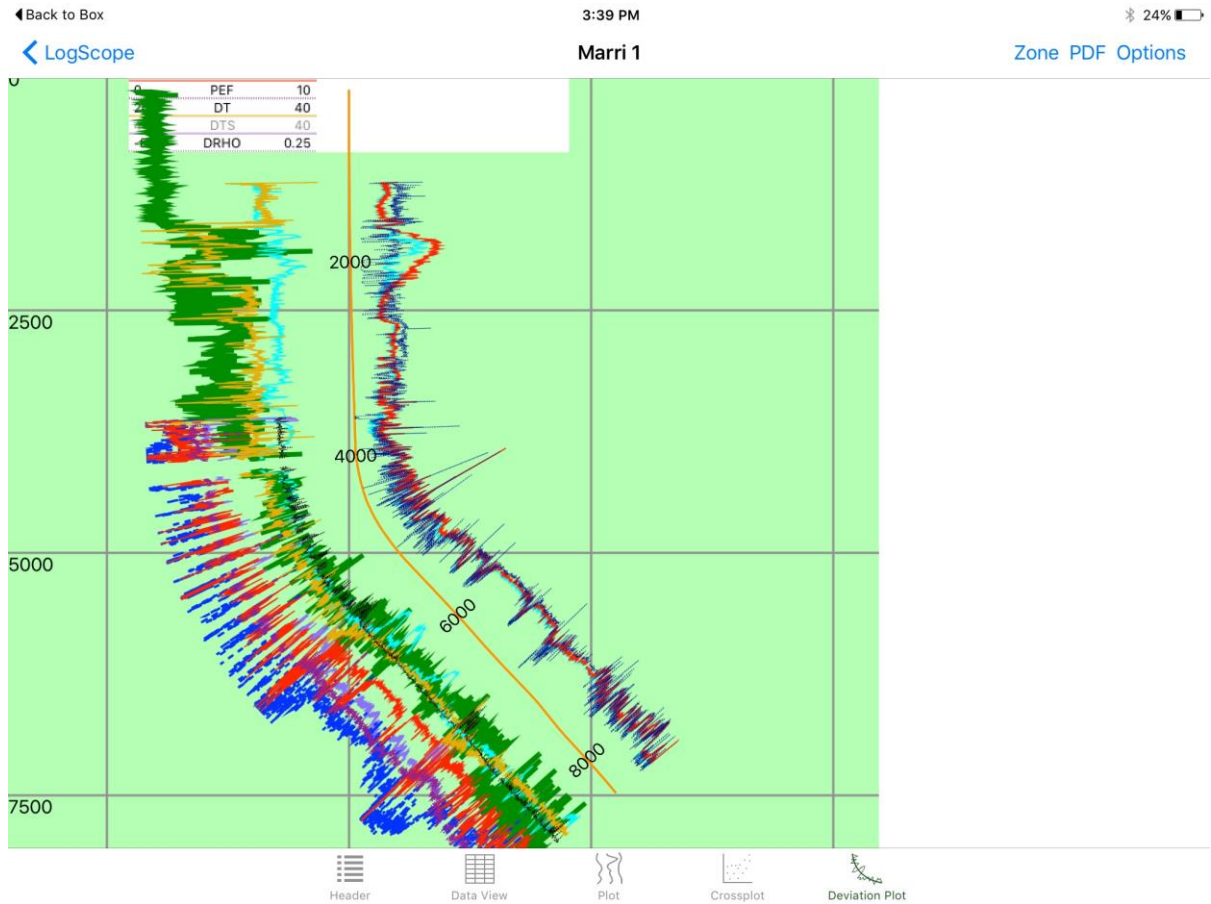 Back to Box 3:39 PM 24%
LogScope Marri 1 Zone PDF Options
0
0 PEF 10
DT 40
DTS 40
DRHO 0.25
2000
2500
4000
5000
6000
8000
7500
Header Data View Plot Crossplot Deviation Plot